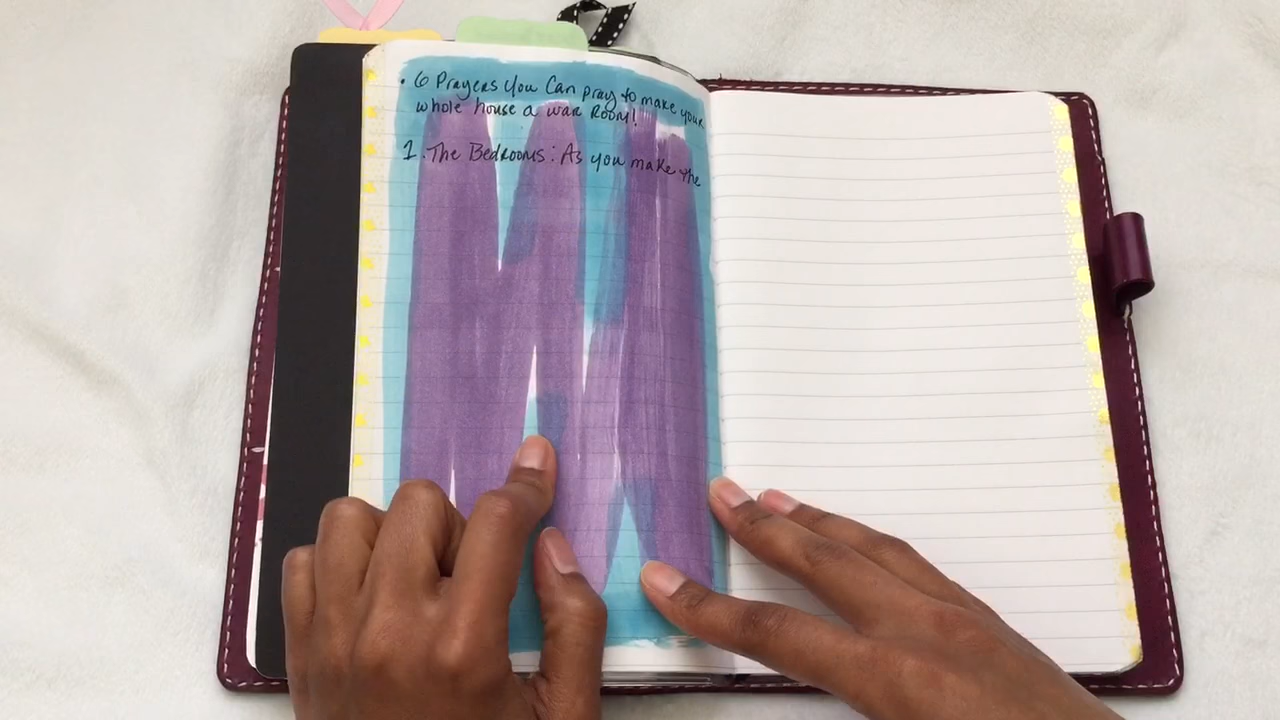 • 6 Prayers you Can pray to make your
whole house a war Room!
1. The Bedrooms: As you make the